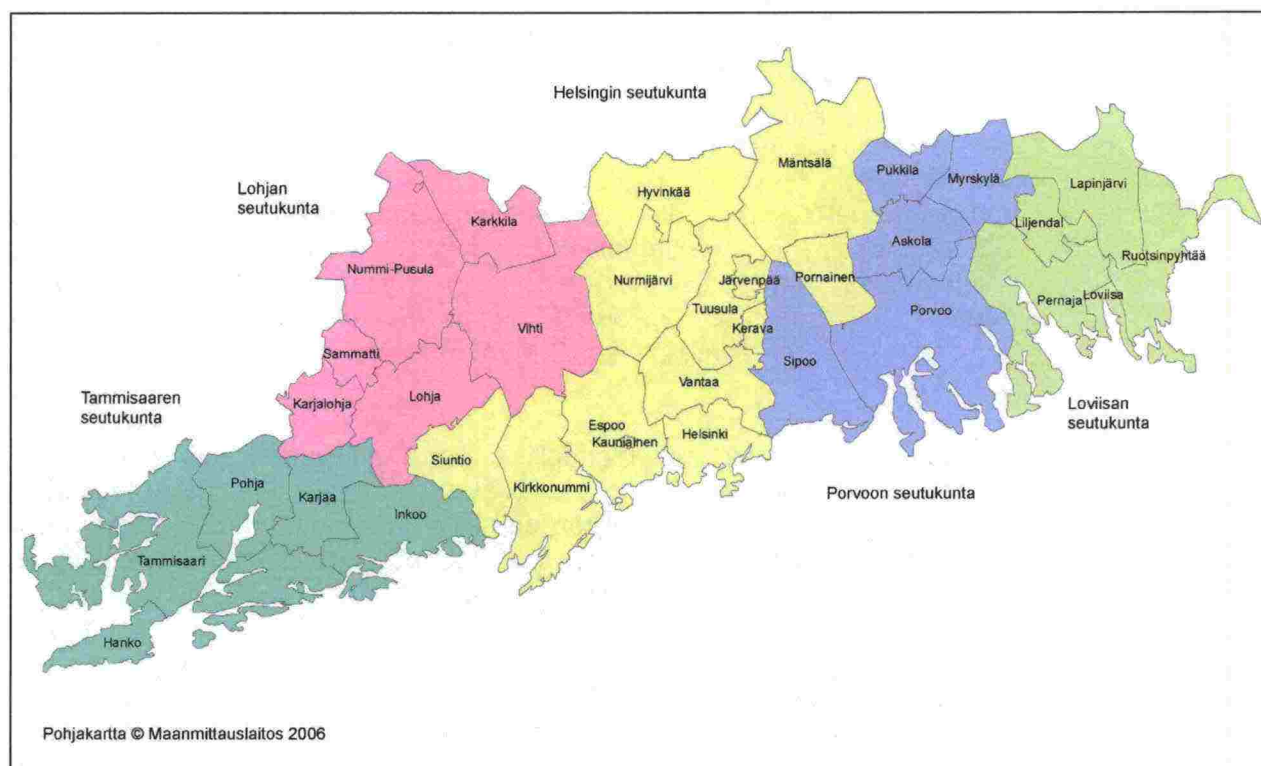 Helsingin seutukunta
Mäntsälä
Pukkila
Myrskylä
Lapinjärvi
Lohjan
seutukunta
Hyvinkää
Karkkila
Liljendal
Askola
Ruotsinpyhtää
Nummi-Pusula
Nurmijärvi
Järvenpää
Pornainen
Pernaja
Loviisa
Tuusula
Porvoo
Vihti
Kerava
Sammatti
Sipoo
Vantaa
Karjalohja
Lohja
Tammisaaren
seutukunta
Loviisan
seutukunta
Espoo
Kauniainen
Helsinki
Siuntio
Pohja
Karjaa
Kirkkonummi
Porvoon seutukunta
Inkoo
Tammisaari
Hanko
Pohjakartta © Maanmittauslaitos 2006